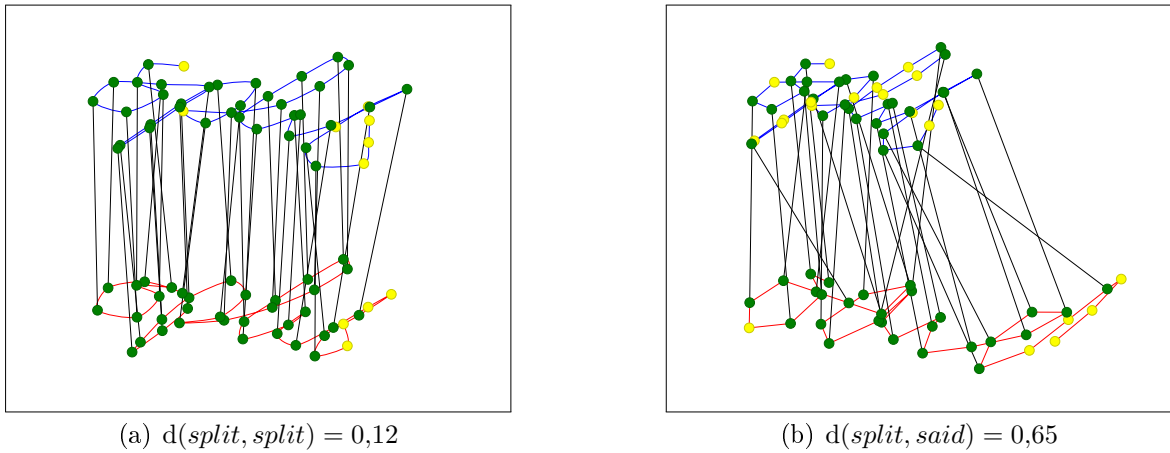 (a) d(split, split) = 0,12
(b) d(split, said) = 0,65